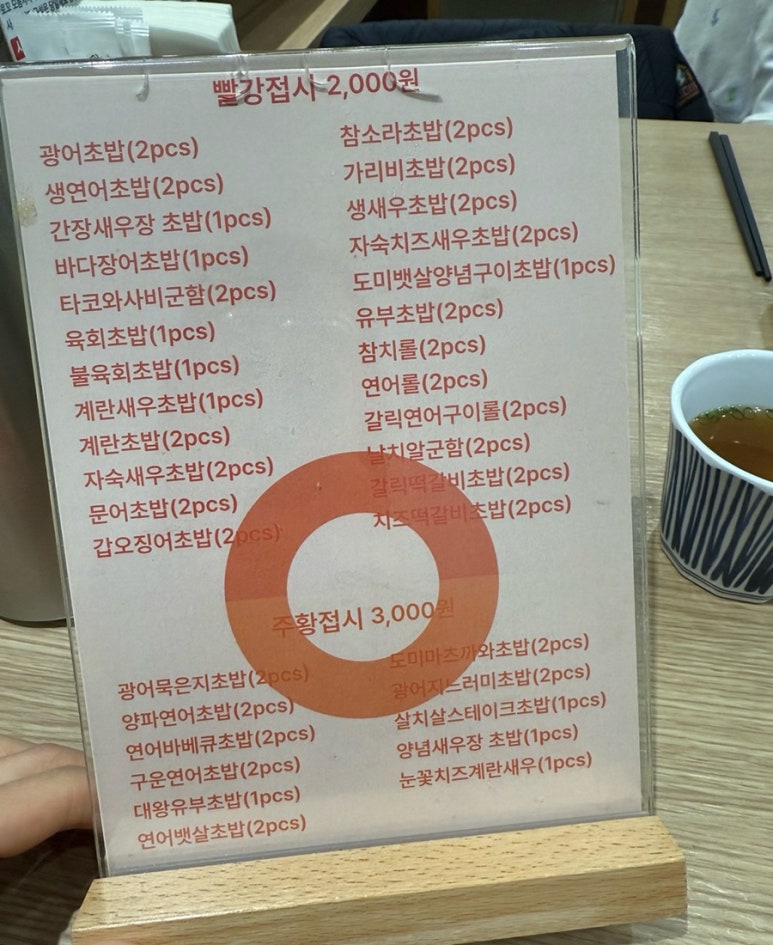 빨강접시 2,000원
광어초밥(2pcs)
생연어초밥(2pcs)
간장새우장 초밥(1pcs)
바다장어초밥(1pcs)
타코와사비군함(2pcs)
육회초밥(1pcs)
불육회초밥(1pcs)
계란새우초밥(1pcs)
계란초밥(2pcs)
자숙새우초밥(2pcs)
문어초밥(2pcs)
갑오징어초밥(2pcs)
참소라초밥(2pcs)
가리비초밥(2pcs)
생새우초밥(2pcs)
자숙치즈새우초밥(2pcs)
도미뱃살양념구이초밥(1pcs)
유부초밥(2pcs)
참치롤(2pcs)
연어롤(2pcs)
갈릭연어구이롤(2pcs)
날치알군함(2pcs)
갈릭떡갈비초밥(2pcs)
치즈떡갈비초밥(2pcs)
주황접시 3,000원
광어묵은지초밥(2pcs)
양파연어초밥(2pcs)
연어바베큐초밥(2pcs)
구운연어초밥(2pcs)
대왕유부초밥(1pcs)
연어뱃살초밥(2pcs)
도미마츠까와초밥(2pcs)
광어지느러미초밥(2pcs)
살치살스테이크초밥(1pcs)
양념새우장 초밥(1pcs)
눈꽃치즈계란새우(1pcs)